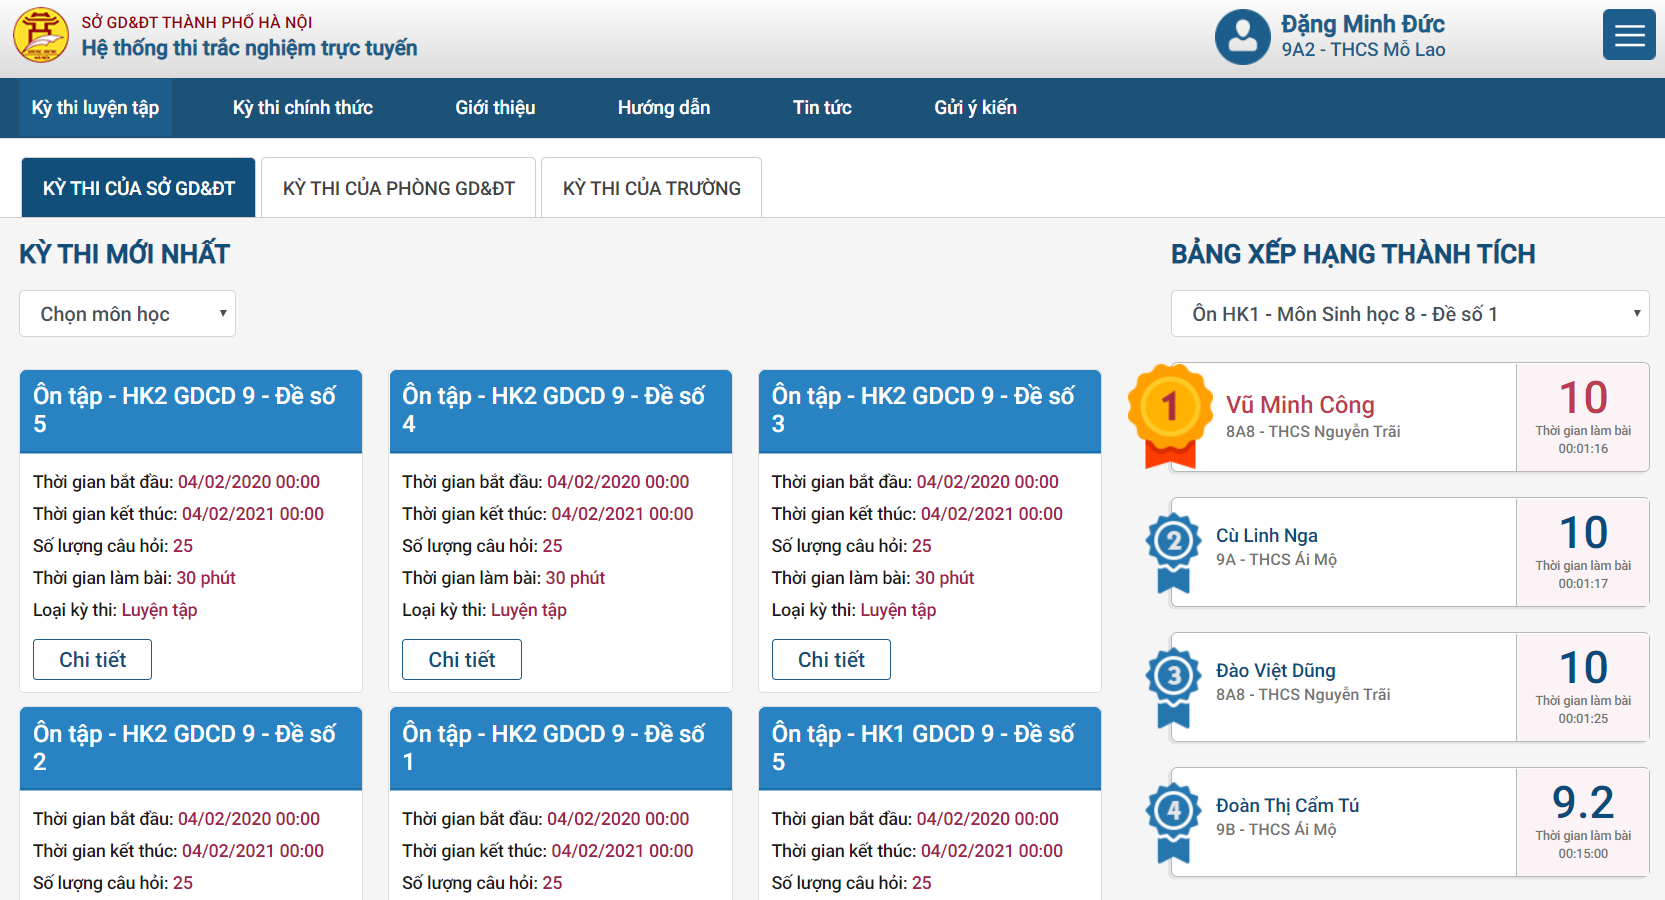 SỞ GD&ĐT THÀNH PHỐ HÀ NỘI
Hệ thống thi trắc nghiệm trực tuyến
Đặng Minh Đức
9A2 - THCS Mỗ Lao
Kỳ thi luyện tập
Kỳ thi chính thức
Giới thiệu
Hướng dẫn
Tin tức
Gửi ý kiến
KỲ THI CỦA SỞ GD&ĐT
KỲ THI CỦA PHÒNG GD&ĐT
KỲ THI CỦA TRƯỜNG
KỲ THI MỚI NHẤT
Chọn môn học
Ôn tập - HK2 GDCD 9 - Đề số
5
Thời gian bắt đầu: 04/02/2020 00:00
Thời gian kết thúc: 04/02/2021 00:00
Số lượng câu hỏi: 25
Thời gian làm bài: 30 phút
Loại kỳ thi: Luyện tập
Chi tiết
Ôn tập - HK2 GDCD 9 - Đề số
4
Thời gian bắt đầu: 04/02/2020 00:00
Thời gian kết thúc: 04/02/2021 00:00
Số lượng câu hỏi: 25
Thời gian làm bài: 30 phút
Loại kỳ thi: Luyện tập
Chi tiết
Ôn tập - HK2 GDCD 9 - Đề số
3
Thời gian bắt đầu: 04/02/2020 00:00
Thời gian kết thúc: 04/02/2021 00:00
Số lượng câu hỏi: 25
Thời gian làm bài: 30 phút
Loại kỳ thi: Luyện tập
Chi tiết
Ôn tập - HK2 GDCD 9 - Đề số
2
Thời gian bắt đầu: 04/02/2020 00:00
Thời gian kết thúc: 04/02/2021 00:00
Số lượng câu hỏi: 25
Ôn tập - HK2 GDCD 9 - Đề số
1
Thời gian bắt đầu: 04/02/2020 00:00
Thời gian kết thúc: 04/02/2021 00:00
Số lượng câu hỏi: 25
Ôn tập - HK1 GDCD 9 - Đề số
5
Thời gian bắt đầu: 04/02/2020 00:00
Thời gian kết thúc: 04/02/2021 00:00
Số lượng câu hỏi: 25
BẢNG XẾP HẠNG THÀNH TÍCH
Ôn HK1 - Môn Sinh học 8 - Đề số 1
1
Vũ Minh Công
8A8 - THCS Nguyễn Trãi
10
Thời gian làm bài
00:01:16
2
Cù Linh Nga
9A - THCS Ái Mộ
10
Thời gian làm bài
00:01:17
3
Đào Việt Dũng
8A8 - THCS Nguyễn Trãi
10
Thời gian làm bài
00:01:25
4
Đoàn Thị Cẩm Tú
9B - THCS Ái Mộ
9.2
Thời gian làm bài
00:15:00